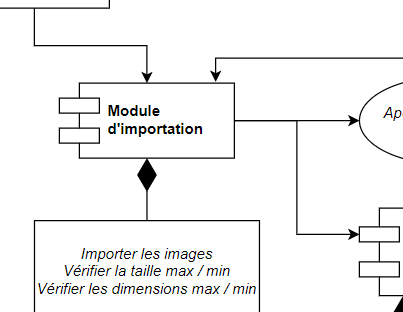 Module
d'importation
Importer les images
Vérifier la taille max / min
Vérifier les dimensions max / min